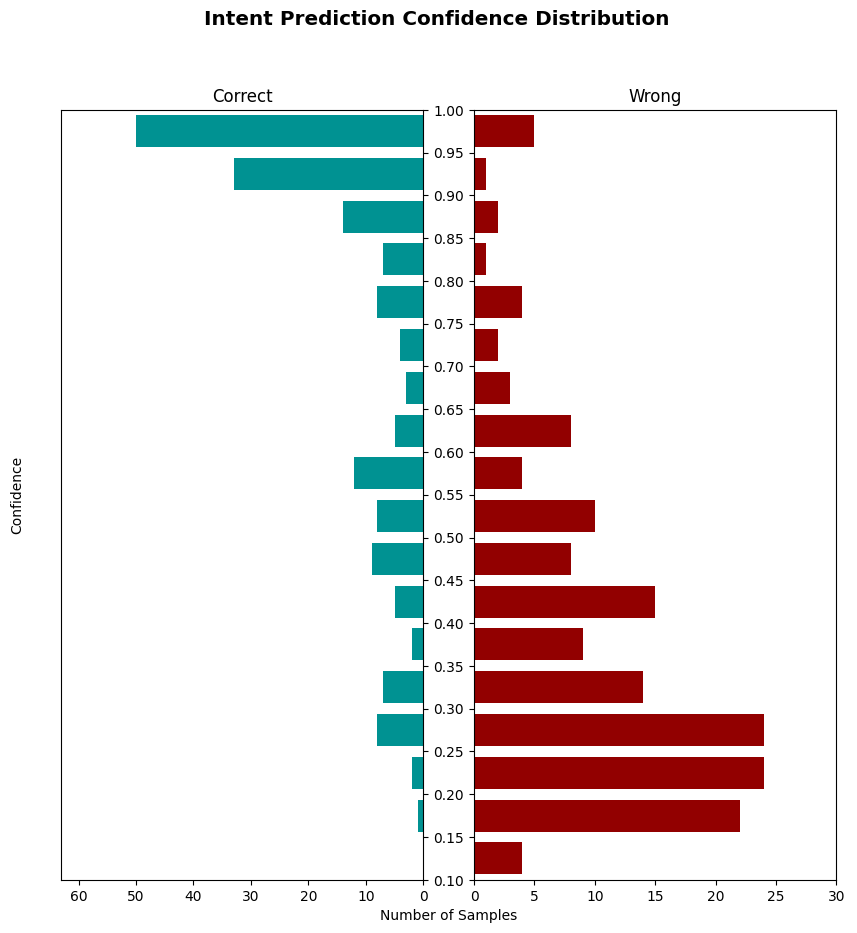 Intent Prediction Confidence Distribution
Correct
Wrong
1.00
0.95
0.90
0.85
0.80
0.75
0.70
0.65
0.60
0.55
0.50
0.45
0.40
0.35
0.30
0.25
0.20
0.15
0.10
Confidence
60 50 40 30 20 10 0
0 5 10 15 20 25 30
Number of Samples